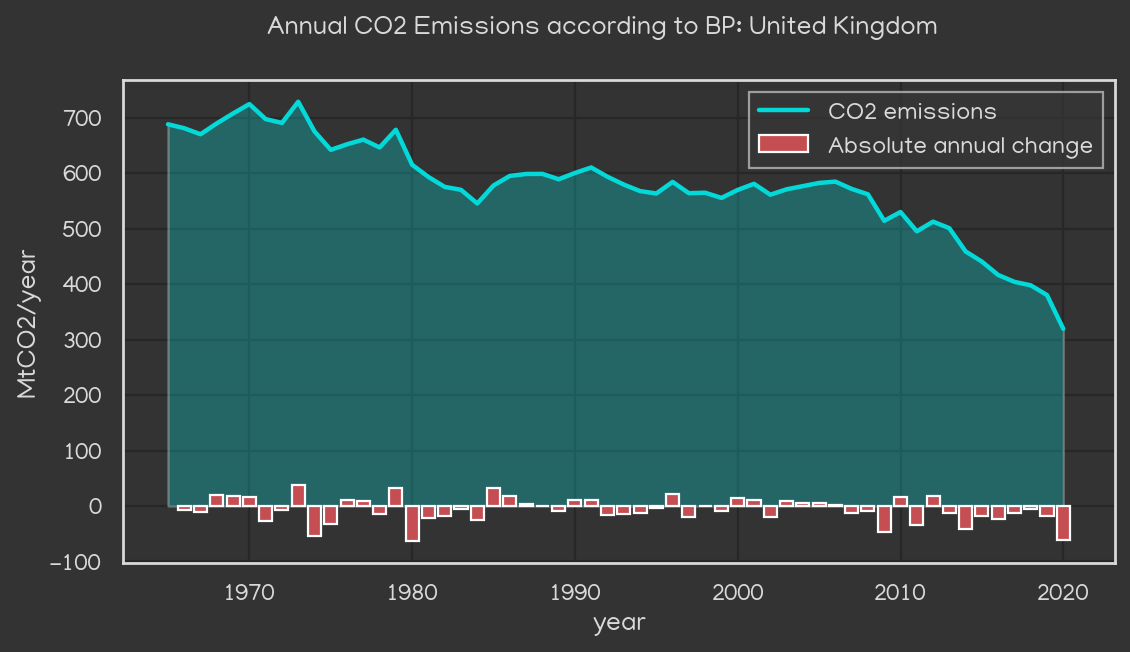 Annual CO2 Emissions according to BP: United Kingdom
CO2 emissions
Absolute annual change
700
600
500
400
300
200
100
0
−100
MtCO2/year
1970 1980 1990 2000 2010 2020
year